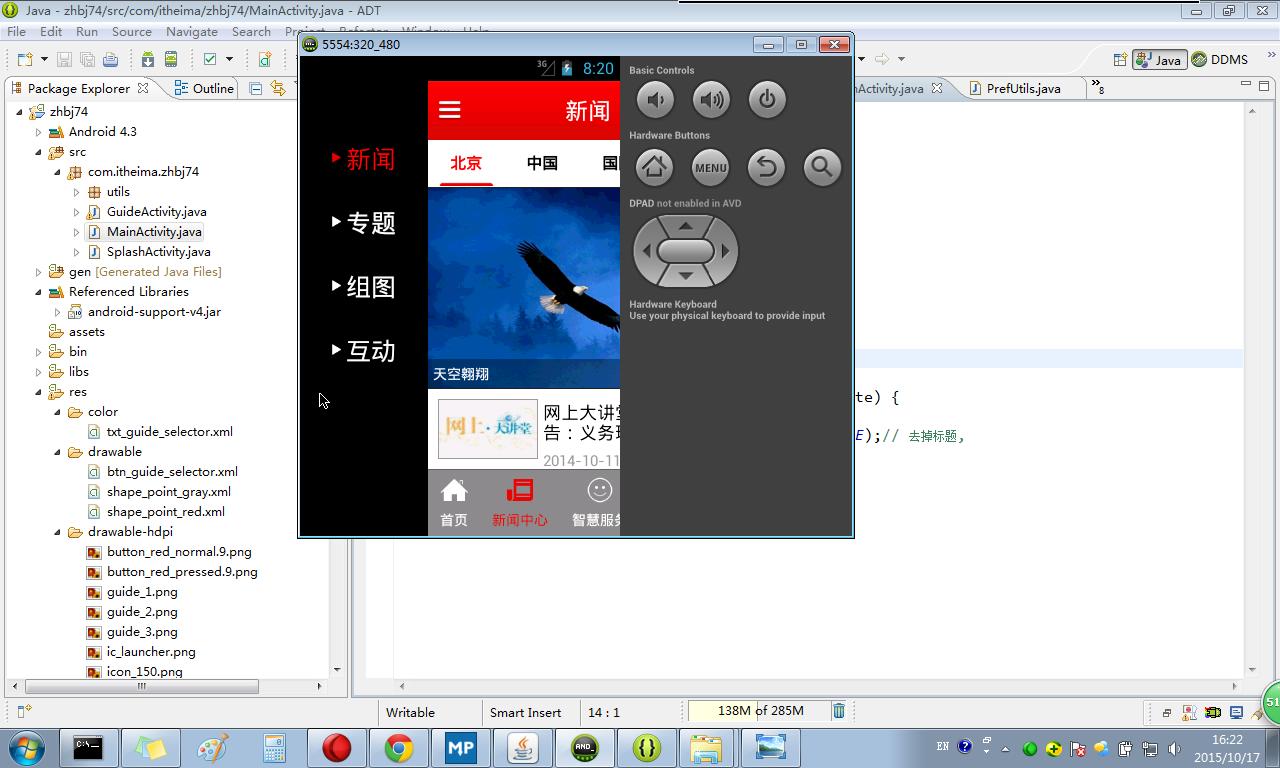 Java - zhbj74/src/com/itheima/zhbj74/MainActivity.java - ADT
File Edit Run Source Navigate Search Project Refactor Window Help
Java
DDMS
Package Explorer
Outline
zhbj74
Android 4.3
src
com.itheima.zhbj74
utils
GuideActivity.java
MainActivity.java
SplashActivity.java
gen [Generated Java Files]
Referenced Libraries
android-support-v4.jar
assets
bin
libs
res
color
txt_guide_selector.xml
drawable
btn_guide_selector.xml
shape_point_gray.xml
shape_point_red.xml
drawable-hdpi
button_red_normal.9.png
button_red_pressed.9.png
guide_1.png
guide_2.png
guide_3.png
ic_launcher.png
icon_150.png
5554:320_480
3G
8:20
新闻
专题
组图
互动
新闻
北京 中国
天空翱翔
网上·大讲堂
网上大讲堂
告：义务
2014-10-11
首页 新闻中心 智慧服务
Basic Controls
Hardware Buttons
MENU
DPAD not enabled in AVD
Hardware Keyboard
Use your physical keyboard to provide input
nActivity.java
PrefUtils.java
»8
te) {
E);// 去掉标题,
Writable
Smart Insert
14 : 1
138M of 285M
51
C:\_
MP
AND_
{}
EN
16:22
2015/10/17